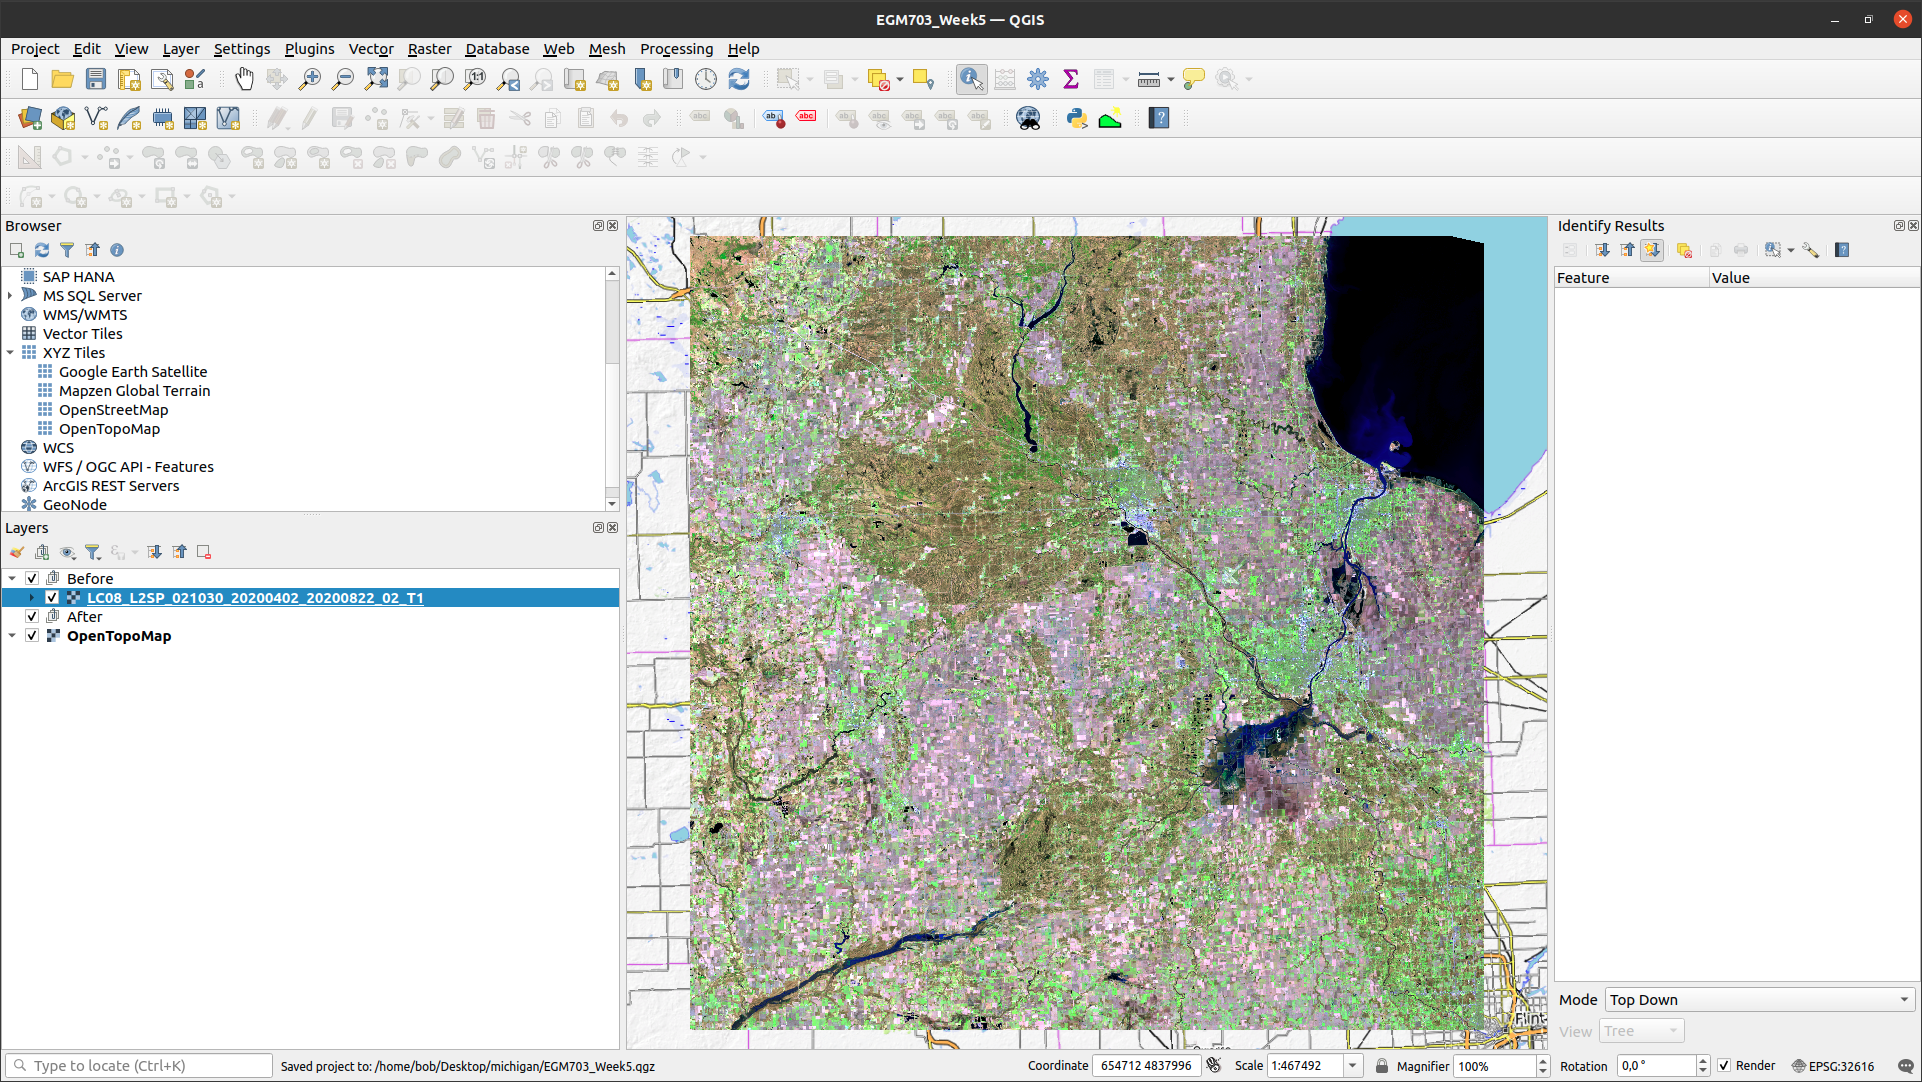 EGM703_Week5 — QGIS
Project Edit View Layer Settings Plugins Vector Raster Database Web Mesh Processing Help
Browser
SAP HANA
MS SQL Server
WMS/WMTS
Vector Tiles
XYZ Tiles
Google Earth Satellite
Mapzen Global Terrain
OpenStreetMap
OpenTopoMap
WCS
WFS / OGC API - Features
ArcGIS REST Servers
GeoNode
Layers
Before
LC08_L2SP_021030_20200402_20200822_02_T1
After
OpenTopoMap
Flint
Identify Results
Feature Value
Mode Top Down
View Tree
Type to locate (Ctrl+K) Saved project to: /home/bob/Desktop/michigan/EGM703_Week5.qgz Coordinate 654712 4837996 Scale 1:467492 Magnifier 100% Rotation 0,0 ° Render EPSG:32616